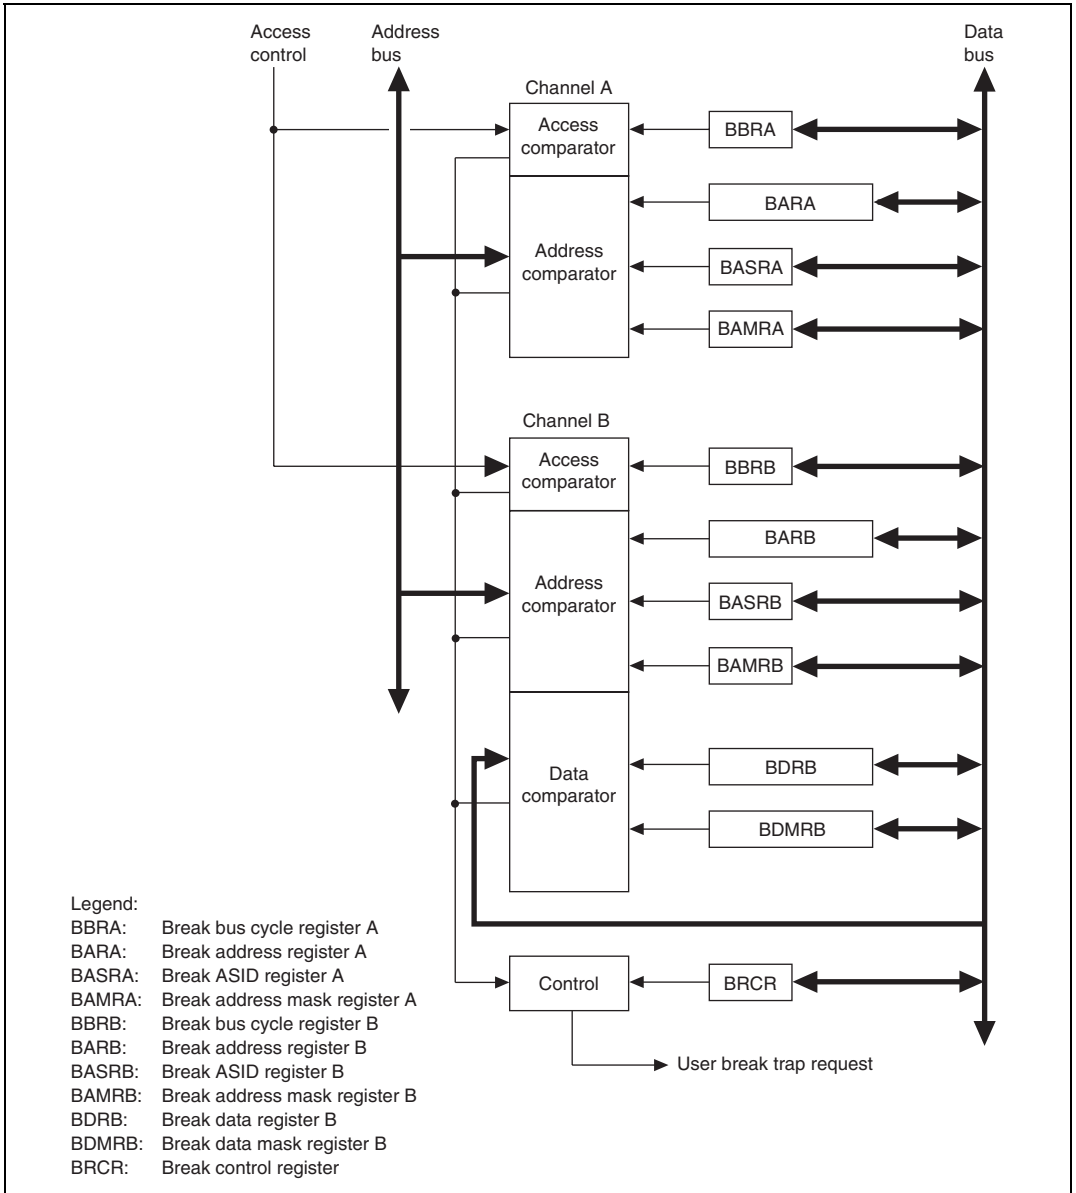 Access control
Address bus
Data bus
Channel A
Access comparator
BBRA
BARA
Address comparator
BASRA
BAMRA
Channel B
Access comparator
BBRB
BARB
Address comparator
BASRB
BAMRB
Data comparator
BDRB
BDMRB
Legend:
BBRA: Break bus cycle register A
BARA: Break address register A
BASRA: Break ASID register A
BAMRA: Break address mask register A
BBRB: Break bus cycle register B
BARB: Break address register B
BASRB: Break ASID register B
BAMRB: Break address mask register B
BDRB: Break data register B
BDMRB: Break data mask register B
BRCR: Break control register
Control
BRCR
User break trap request